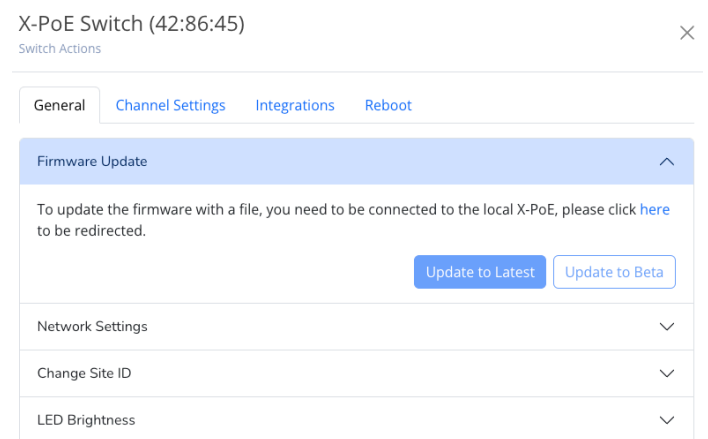 X-PoE Switch (42:86:45)
Switch Actions
General
Channel Settings
Integrations
Reboot
Firmware Update
To update the firmware with a file, you need to be connected to the local X-PoE, please click here
to be redirected.
Update to Latest
Update to Beta
Network Settings
Change Site ID
LED Brightness